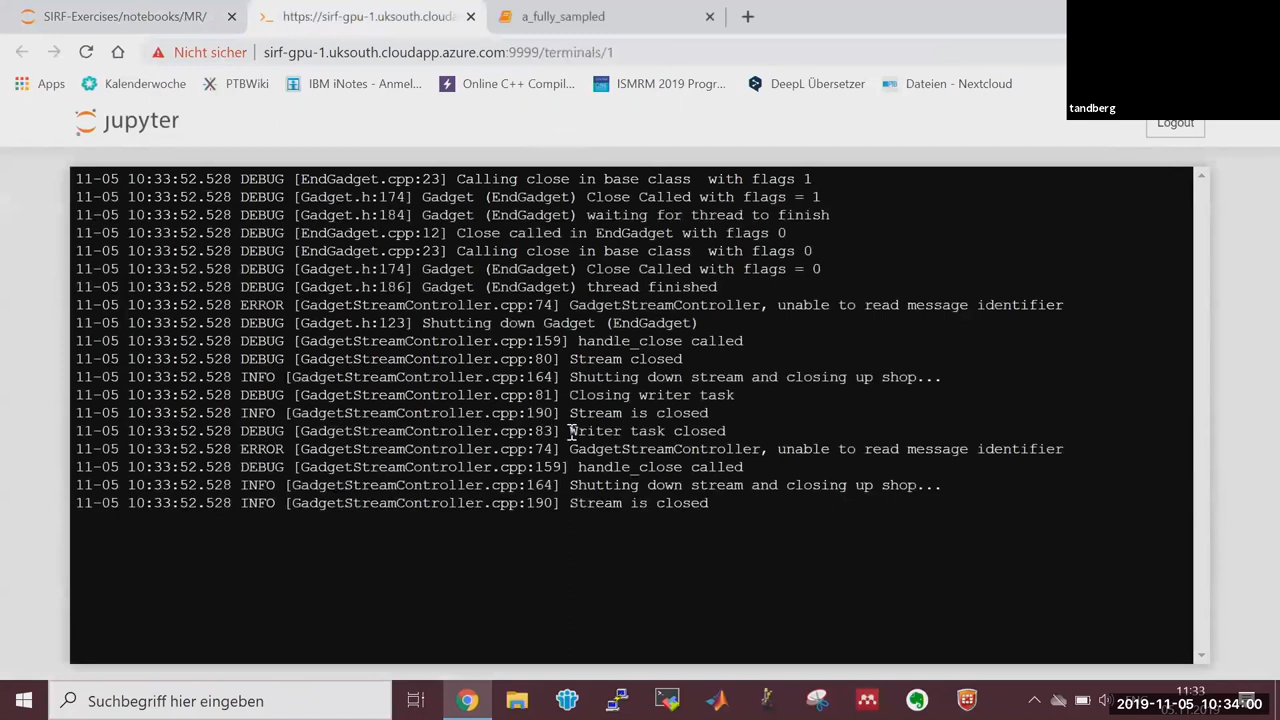 SIRF-Exercises/notebooks/MR/
https://sirf-gpu-1.uksouth.clouda
a_fully_sampled
Nicht sicher
sirf-gpu-1.uksouth.cloudapp.azure.com:9999/terminals/1
Apps
Kalenderwoche
PTBWiki
IBM iNotes - Anmel...
Online C++ Compil...
ISMRM 2019 Progr...
DeepL Übersetzer
Dateien - Nextcloud
tandberg
jupyter
Logout
11-05 10:33:52.528 DEBUG [EndGadget.cpp:23] Calling close in base class  with flags 1
11-05 10:33:52.528 DEBUG [Gadget.h:174] Gadget (EndGadget) Close Called with flags = 1
11-05 10:33:52.528 DEBUG [Gadget.h:184] Gadget (EndGadget) waiting for thread to finish
11-05 10:33:52.528 DEBUG [EndGadget.cpp:12] Close called in EndGadget with flags 0
11-05 10:33:52.528 DEBUG [EndGadget.cpp:23] Calling close in base class  with flags 0
11-05 10:33:52.528 DEBUG [Gadget.h:174] Gadget (EndGadget) Close Called with flags = 0
11-05 10:33:52.528 DEBUG [Gadget.h:186] Gadget (EndGadget) thread finished
11-05 10:33:52.528 ERROR [GadgetStreamController.cpp:74] GadgetStreamController, unable to read message identifier
11-05 10:33:52.528 DEBUG [Gadget.h:123] Shutting down Gadget (EndGadget)
11-05 10:33:52.528 DEBUG [GadgetStreamController.cpp:159] handle_close called
11-05 10:33:52.528 DEBUG [GadgetStreamController.cpp:80] Stream closed
11-05 10:33:52.528 INFO [GadgetStreamController.cpp:164] Shutting down stream and closing up shop...
11-05 10:33:52.528 DEBUG [GadgetStreamController.cpp:81] Closing writer task
11-05 10:33:52.528 INFO [GadgetStreamController.cpp:190] Stream is closed
11-05 10:33:52.528 DEBUG [GadgetStreamController.cpp:83] Writer task closed
11-05 10:33:52.528 ERROR [GadgetStreamController.cpp:74] GadgetStreamController, unable to read message identifier
11-05 10:33:52.528 DEBUG [GadgetStreamController.cpp:159] handle_close called
11-05 10:33:52.528 INFO [GadgetStreamController.cpp:164] Shutting down stream and closing up shop...
11-05 10:33:52.528 INFO [GadgetStreamController.cpp:190] Stream is closed
Suchbegriff hier eingeben
11:33
2019-11-05 10:34:00